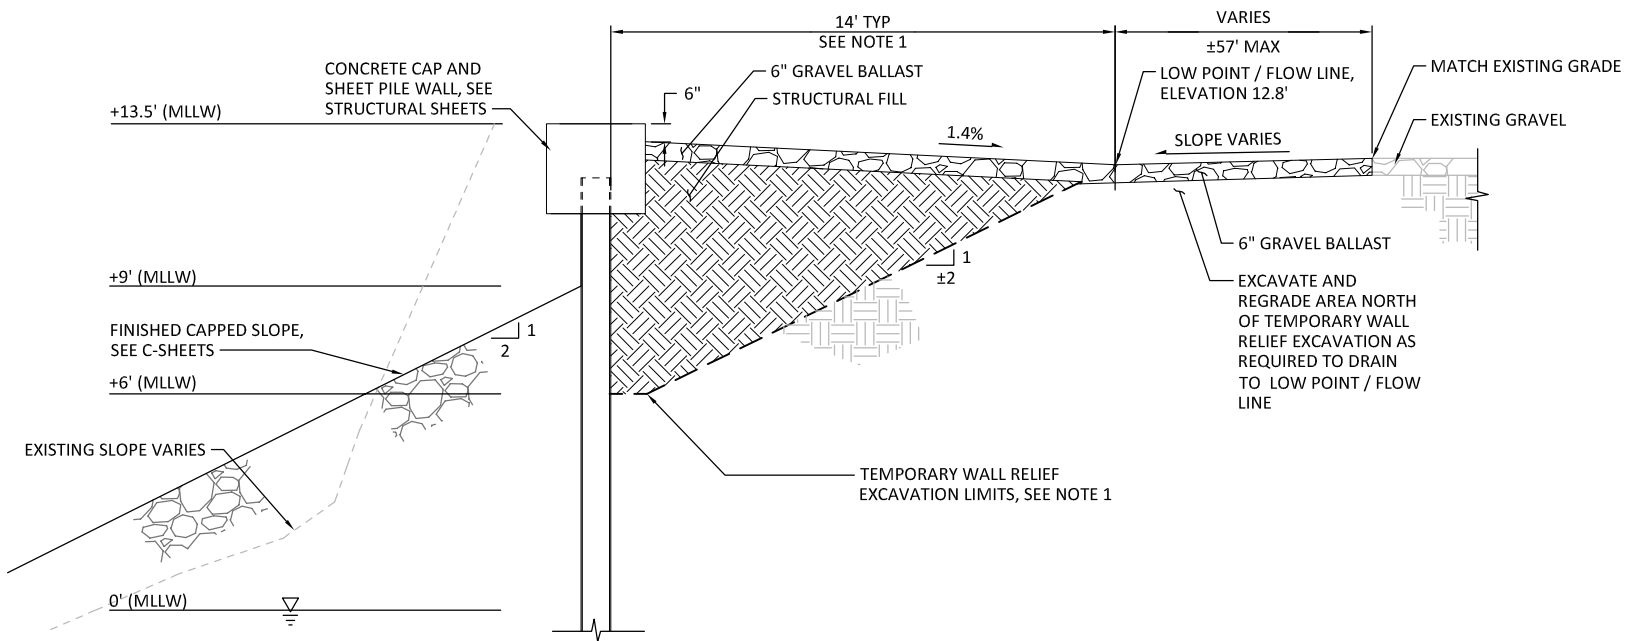 14' TYP
SEE NOTE 1
VARIES
±57' MAX
CONCRETE CAP AND
SHEET PILE WALL, SEE
STRUCTURAL SHEETS
6" GRAVEL BALLAST
STRUCTURAL FILL
6"
LOW POINT / FLOW LINE,
ELEVATION 12.8'
MATCH EXISTING GRADE
EXISTING GRAVEL
+13.5' (MLLW)
1.4%
SLOPE VARIES
6" GRAVEL BALLAST
1
±2
EXCAVATE AND
REGRADE AREA NORTH
OF TEMPORARY WALL
RELIEF EXCAVATION AS
REQUIRED TO DRAIN
TO LOW POINT / FLOW
LINE
+9' (MLLW)
FINISHED CAPPED SLOPE,
SEE C-SHEETS
1
2
+6' (MLLW)
EXISTING SLOPE VARIES
TEMPORARY WALL RELIEF
EXCAVATION LIMITS, SEE NOTE 1
0' (MLLW)